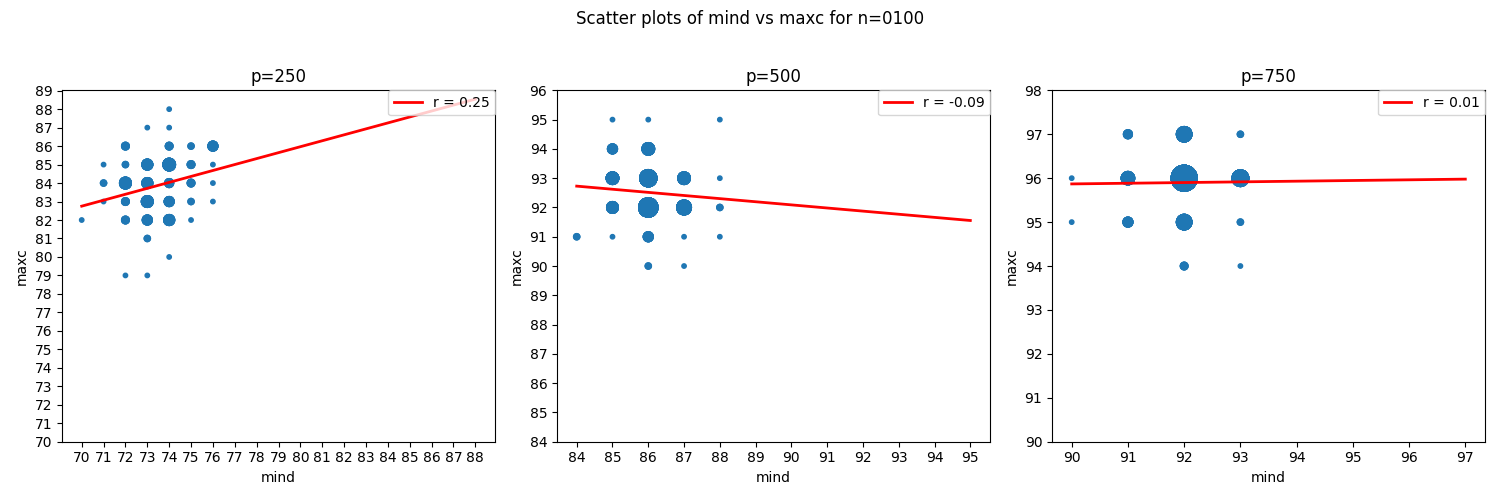 Scatter plots of mind vs maxc for n=0100
p=250
r = 0.25
maxc
89
88
87
86
85
84
83
82
81
80
79
78
77
76
75
74
73
72
71
70
70 71 72 73 74 75 76 77 78 79 80 81 82 83 84 85 86 87 88
mind
p=500
r = -0.09
maxc
96
95
94
93
92
91
90
89
88
87
86
85
84
84 85 86 87 88 89 90 91 92 93 94 95
mind
p=750
r = 0.01
maxc
98
97
96
95
94
93
92
91
90
90 91 92 93 94 95 96 97
mind